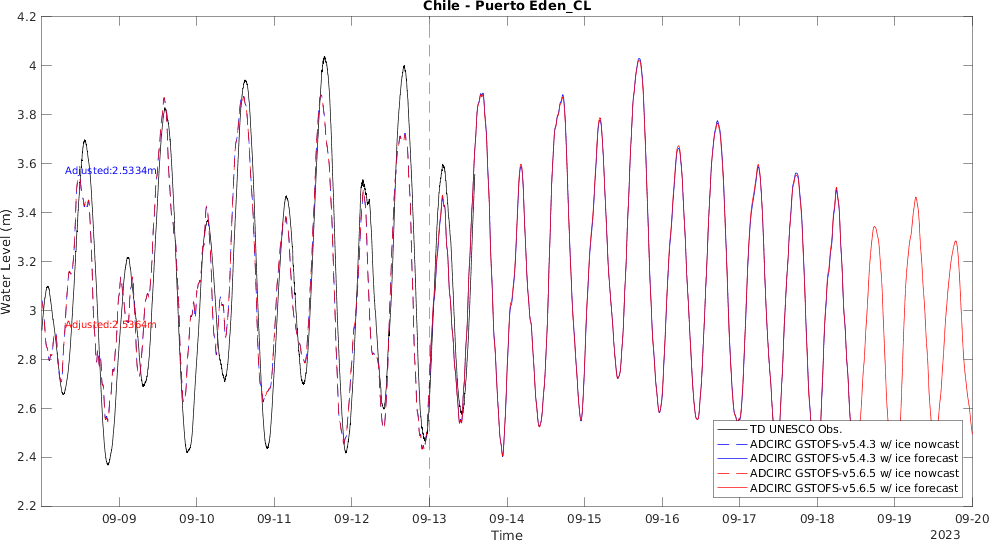 Chile - Puerto Eden_CL
Water Level (m)
4.2
4
3.8
3.6
3.4
3.2
3
2.8
2.6
2.4
2.2
Adjusted:2.5334m
Adjusted:2.5364m
TD UNESCO Obs.
ADCIRC GSTOFS-v5.4.3 w/ ice nowcast
ADCIRC GSTOFS-v5.4.3 w/ ice forecast
ADCIRC GSTOFS-v5.6.5 w/ ice nowcast
ADCIRC GSTOFS-v5.6.5 w/ ice forecast
09-09 09-10 09-11 09-12 09-13 09-14 09-15 09-16 09-17 09-18 09-19 09-20
Time
2023